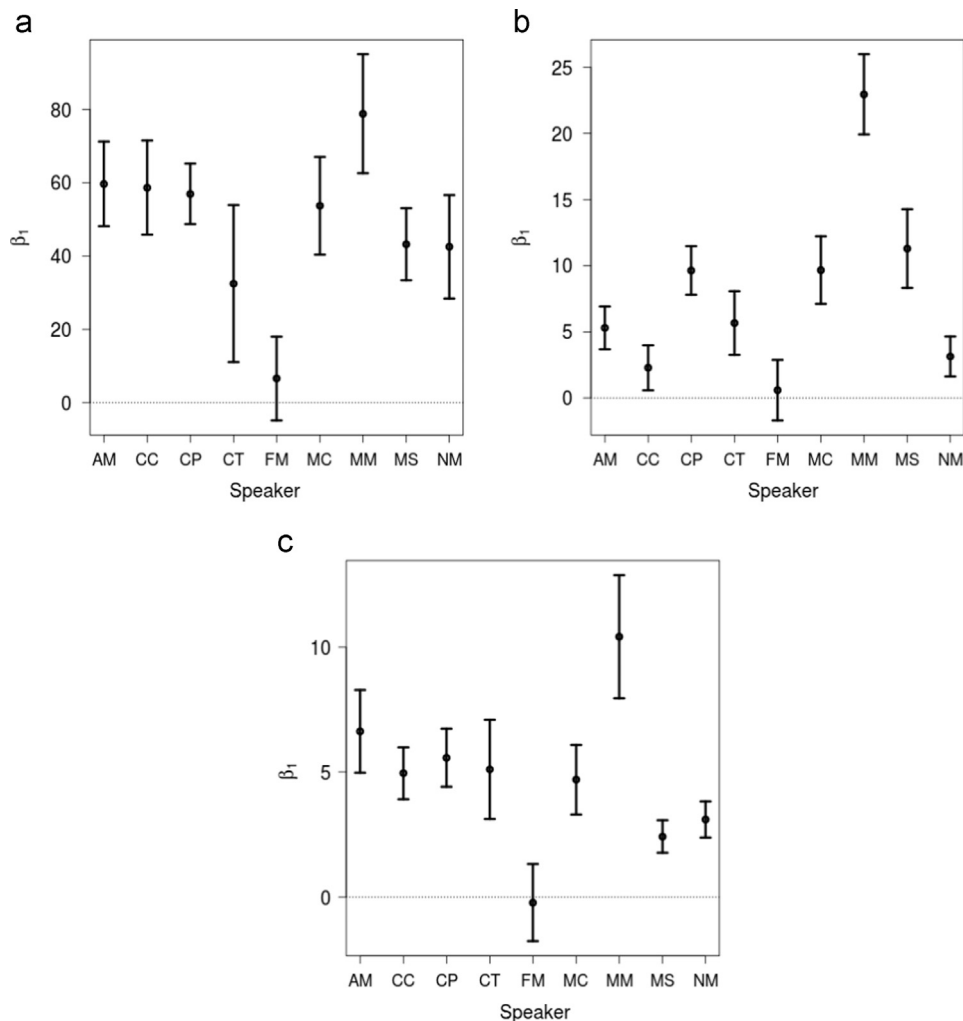 a
β1
80
60
40
20
0
AM CC CP CT FM MC MM MS NM
Speaker
b
β1
25
20
15
10
5
0
AM CC CP CT FM MC MM MS NM
Speaker
c
β1
10
5
0
AM CC CP CT FM MC MM MS NM
Speaker